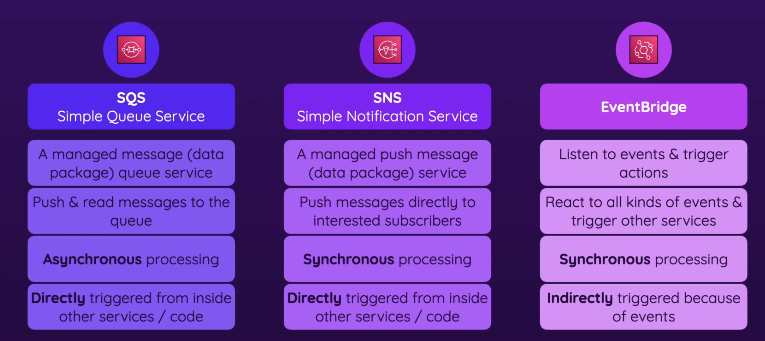 SQS
Simple Queue Service
A managed message (data
package) queue service
Push & read messages to the
queue
Asynchronous processing
Directly triggered from inside
other services / code
SNS
Simple Notification Service
A managed push message
(data package) service
Push messages directly to
interested subscribers
Synchronous processing
Directly triggered from inside
other services / code
EventBridge
Listen to events & trigger
actions
React to all kinds of events &
trigger other services
Synchronous processing
Indirectly triggered because
of events